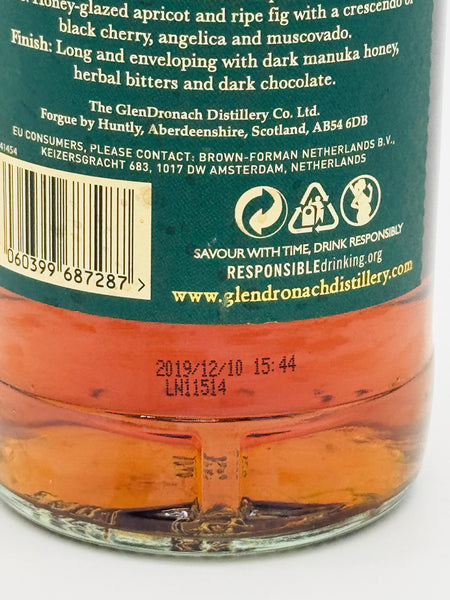 Honey-glazed apricot and ripe fig with a crescendo of
black cherry, angelica and muscovado.
Finish: Long and enveloping with dark manuka honey,
herbal bitters and dark chocolate.
The GlenDronach Distillery Co. Ltd.
Forgue by Huntly, Aberdeenshire, Scotland, AB54 6DB
EU CONSUMERS, PLEASE CONTACT: BROWN-FORMAN NETHERLANDS B.V.,
KEIZERSGRACHT 683, 1017 DW AMSTERDAM, NETHERLANDS
41454
060399 687287 >
SAVOUR WITH TIME, DRINK RESPONSIBLY
RESPONSIBLEdrinking.org
www.glendronachdistillery.com
2019/12/10 15:44
LW11514